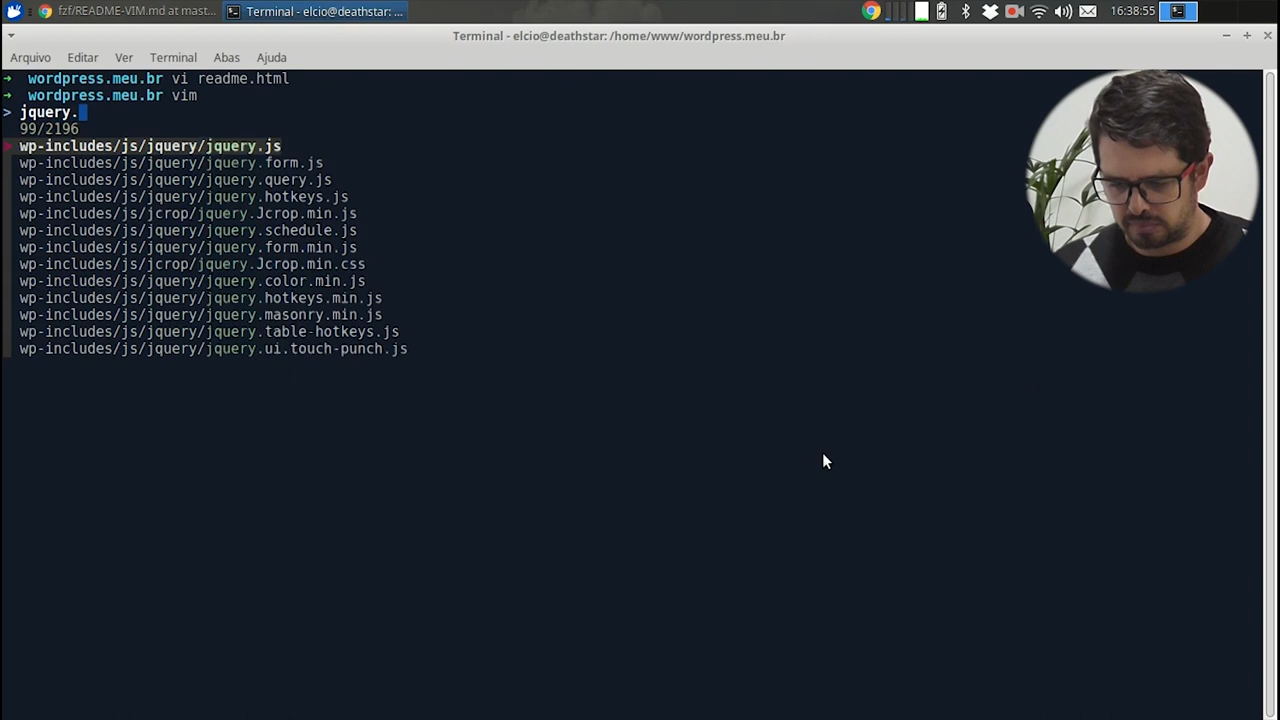 fzf/README-VIM.md at mast...
Terminal - elcio@deathstar: ...
16:38:55
Terminal - elcio@deathstar: /home/www/wordpress.meu.br
Arquivo Editar Ver Terminal Abas Ajuda
→ wordpress.meu.br vi readme.html
→ wordpress.meu.br vim
> jquery.
99/2196
wp-includes/js/jquery/jquery.js
wp-includes/js/jquery/jquery.form.js
wp-includes/js/jquery/jquery.query.js
wp-includes/js/jquery/jquery.hotkeys.js
wp-includes/js/jcrop/jquery.Jcrop.min.js
wp-includes/js/jquery/jquery.schedule.js
wp-includes/js/jquery/jquery.form.min.js
wp-includes/js/jcrop/jquery.Jcrop.min.css
wp-includes/js/jquery/jquery.color.min.js
wp-includes/js/jquery/jquery.hotkeys.min.js
wp-includes/js/jquery/jquery.masonry.min.js
wp-includes/js/jquery/jquery.table-hotkeys.js
wp-includes/js/jquery/jquery.ui.touch-punch.js